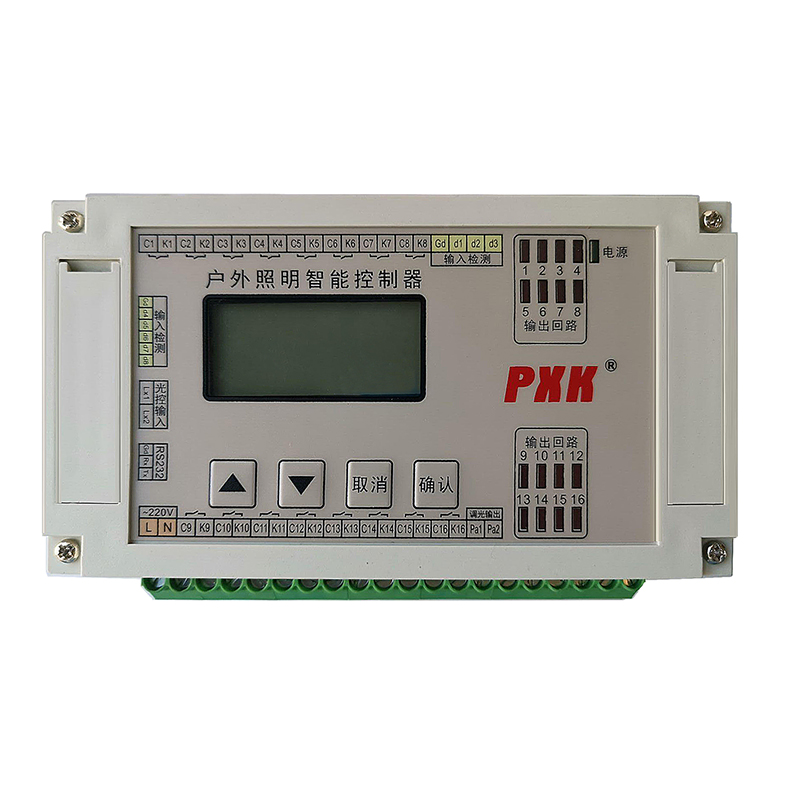 C1 K1 C2 K2 C3 K3 C4 K4 C5 K5 C6 K6 C7 K7 C8 K8 Gd d1 d2 d3
输入检测
户外照明智能控制器
1 2 3 4
电源
5 6 7 8
输出回路
Gd d4 d5 d6 d7 d8
输入检测
Lx1 Lx2
光控输入
Gd Rx Tx
RS232
PXK®
输出回路
9 10 11 12
13 14 15 16
▲ ▼ 取消 确认
~220V
调光输出
L N C9 K9 C10 K10 C11 K11 C12 K12 C13 K13 C14 K14 C15 K15 C16 K16 Pa1 Pa2